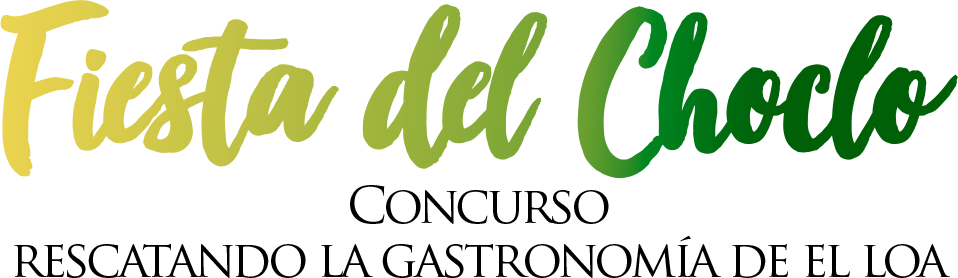 Fiesta del Choclo
CONCURSO
RESCATANDO LA GASTRONOMÍA DE EL LOA